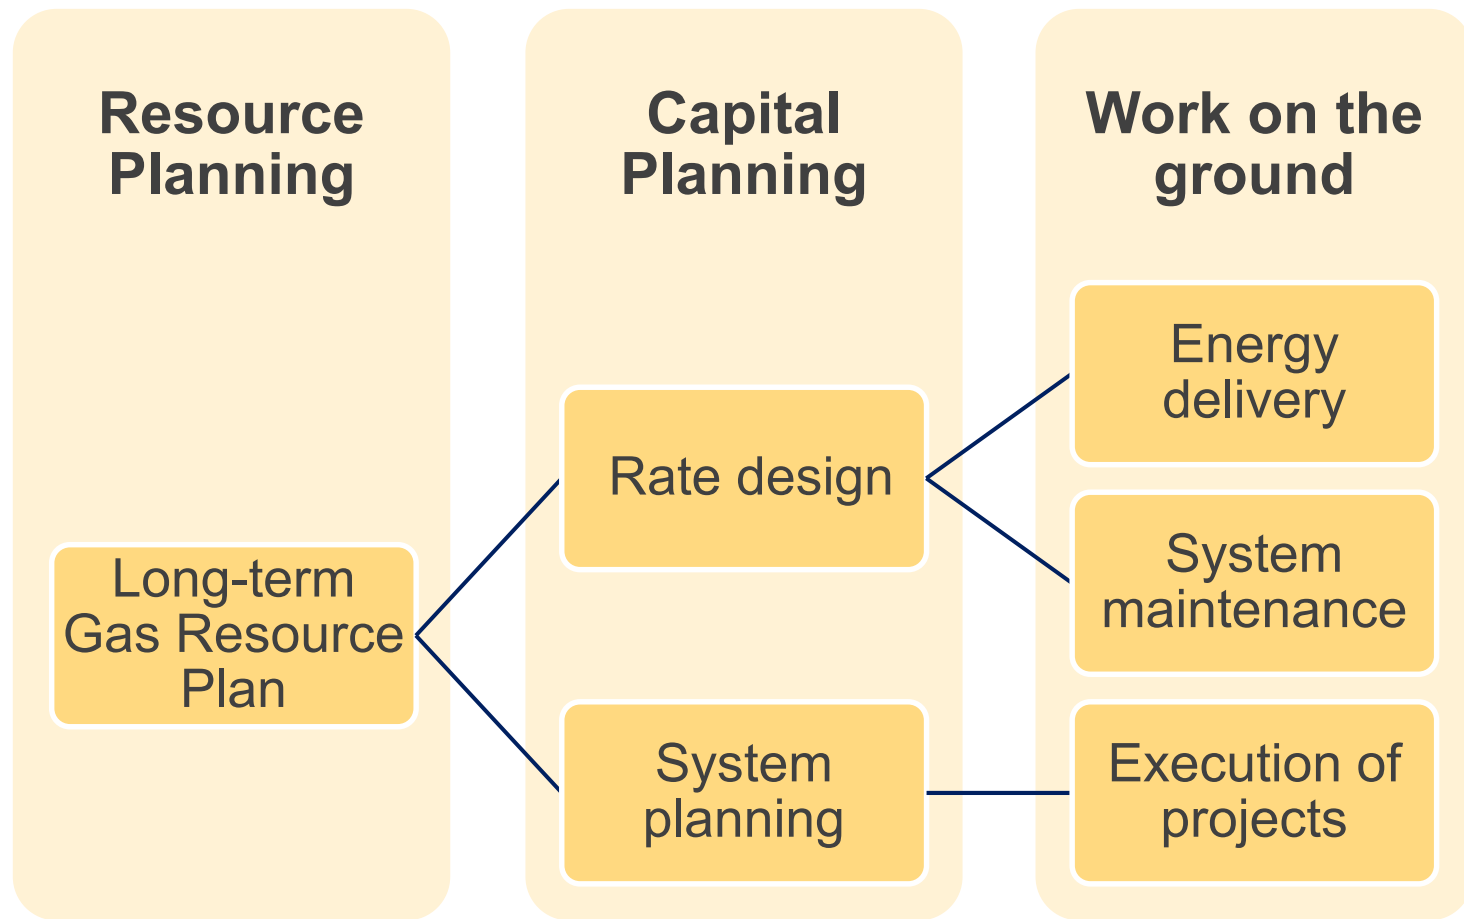 Resource
Planning
Long-term
Gas Resource
Plan
Capital
Planning
Rate design
System
planning
Work on the
ground
Energy
delivery
System
maintenance
Execution of
projects